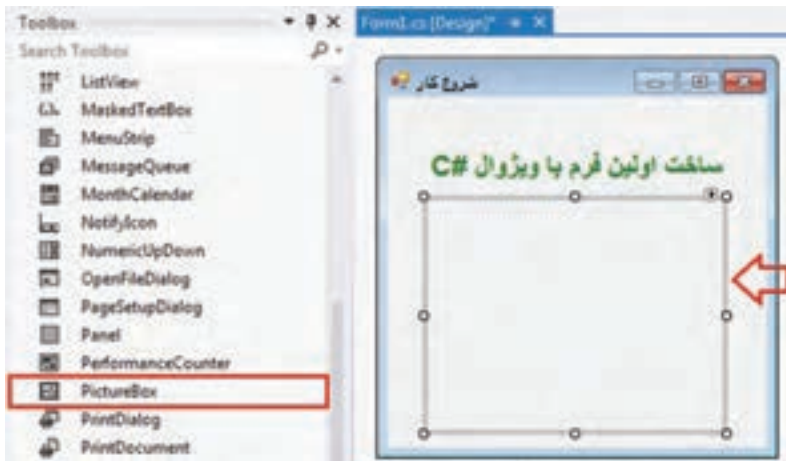 Toolbox
Search Toolbox
ListView
MaskedTextBox
MenuStrip
MessageQueue
MonthCalendar
NotifyIcon
NumericUpDown
OpenFileDialog
PageSetupDialog
Panel
PerformanceCounter
PictureBox
PrintDialog
PrintDocument
Form1.cs [Design]*
شروع کار
ساخت اولین فرم با ویژوال C#